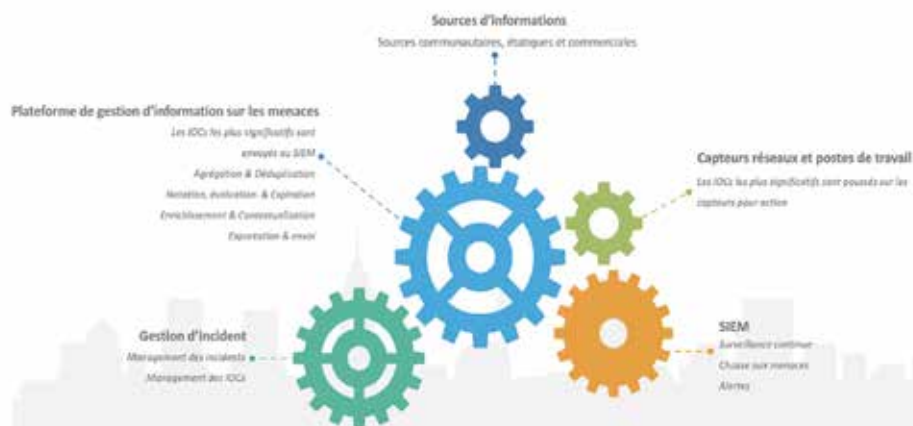 Sources d'informations
Sources communautaires, étatiques et commerciales
Plateforme de gestion d'information sur les menaces
Les IOCs les plus significatifs sont
envoyés au SIEM
Agrégation & Déduplication
Notation, évaluation & Expiration
Enrichissement & Contextualisation
Exportation & envoi
Capteurs réseaux et postes de travail
Les IOCs les plus significatifs sont poussés sur les
capteurs pour action
Gestion d'incident
Management des incidents
Management des IOCs
SIEM
Surveillance continue
Chasse aux menaces
Alertes